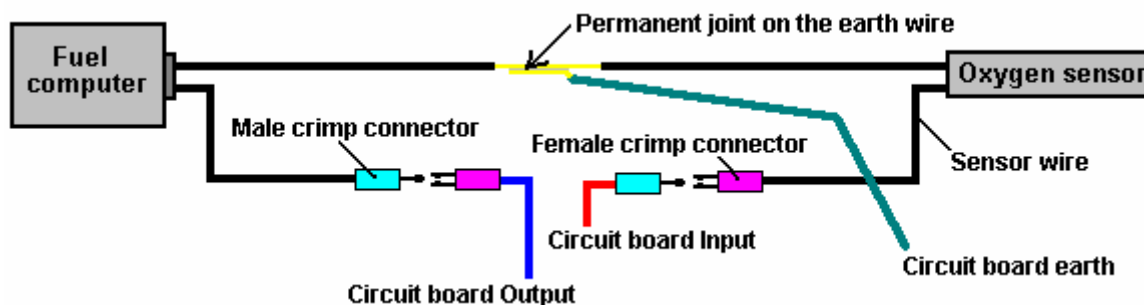 Permanent joint on the earth wire
Fuel
computer
Oxygen sensor
Male crimp connector
Female crimp connector
Sensor wire
Circuit board Input
Circuit board earth
Circuit board Output